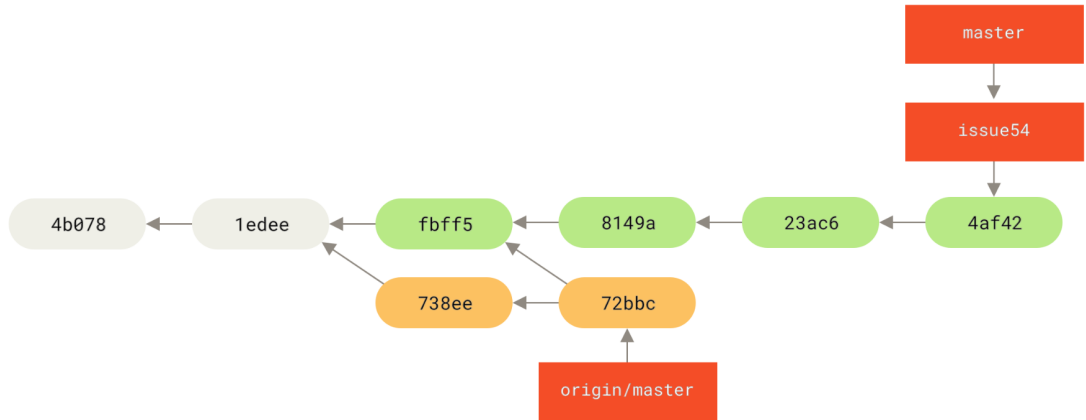 master
issue54
4b078
1edee
fbff5
8149a
23ac6
4af42
738ee
72bbc
origin/master